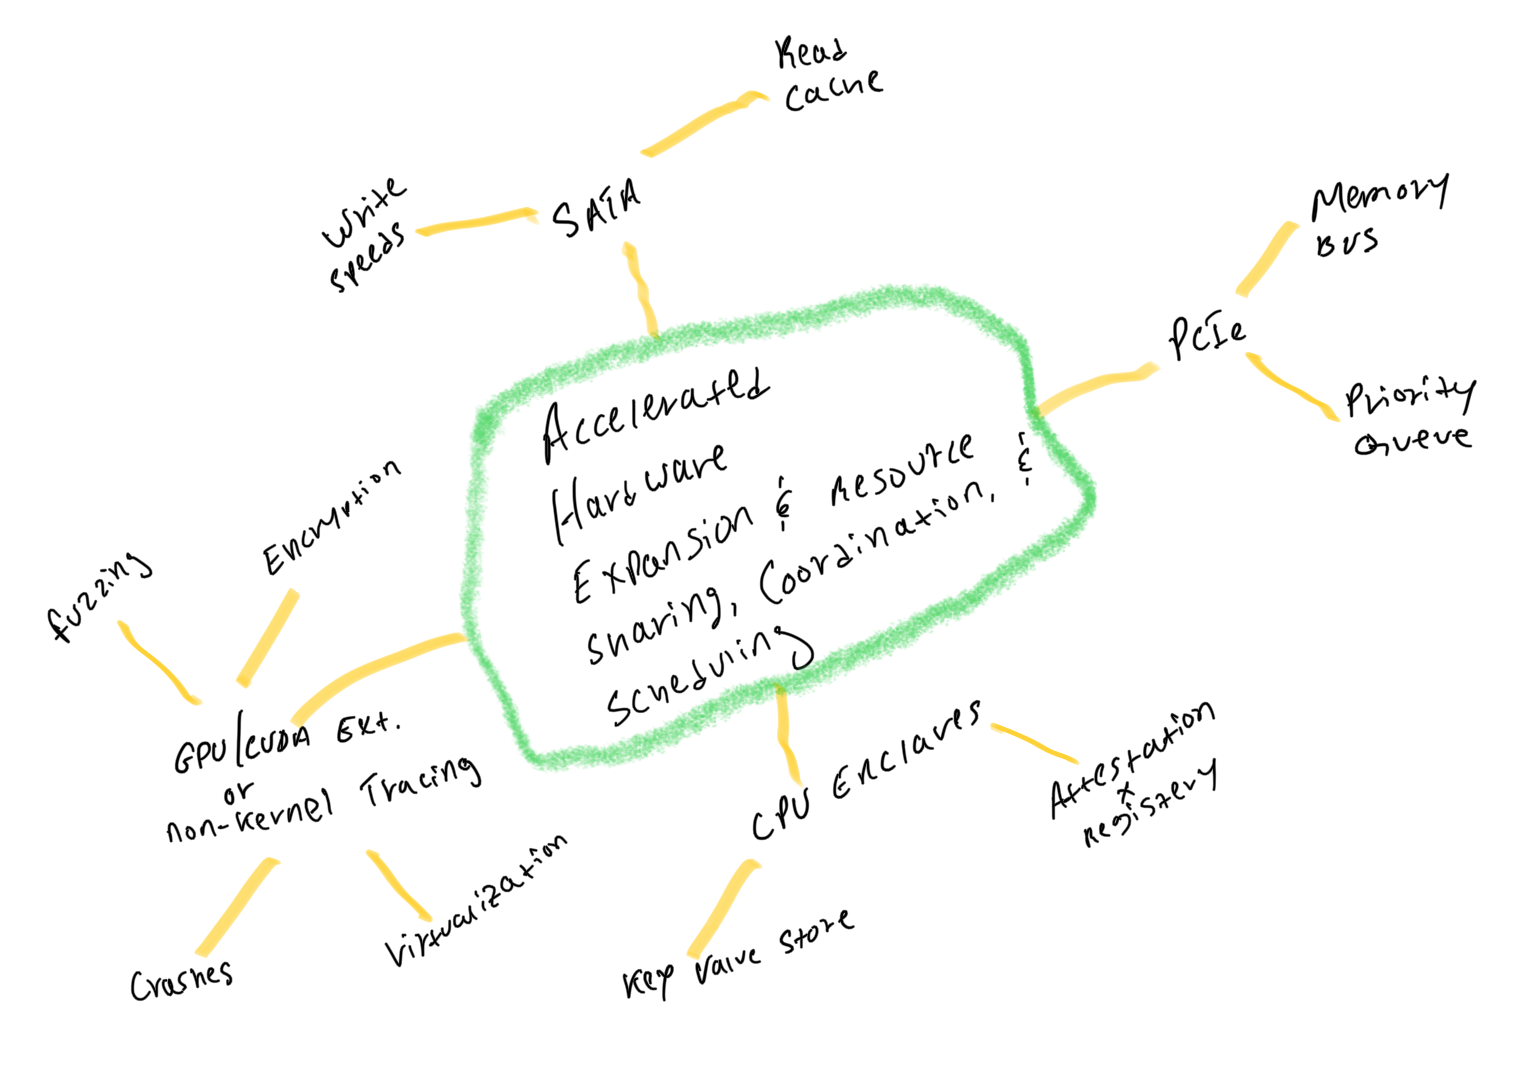 Read
Cache
Write
Speeds
SATA
Memory
Bus
PCIe
Priority
Queue
Accelerated
Hardware
Expansion & Resource
Sharing, Coordination, &
Scheduling
Encryption
Fuzzing
GPU/CUDA Ext.
or
Non-Kernel Tracing
Crashes
Virtualization
CPU Enclaves
Attestation
x
Registery
Key Value Store